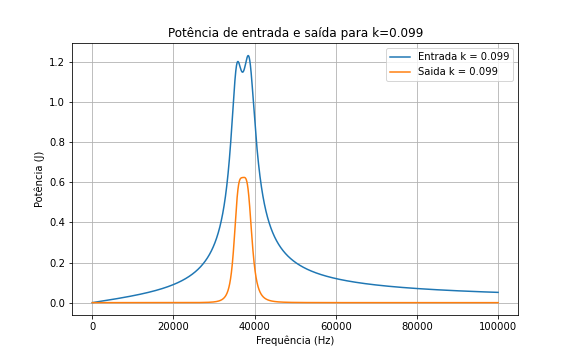 Potência de entrada e saída para k=0.099
Entrada k = 0.099
Saida k = 0.099
Potência (J)
1.2
1.0
0.8
0.6
0.4
0.2
0.0
0
20000
40000
60000
80000
100000
Frequência (Hz)